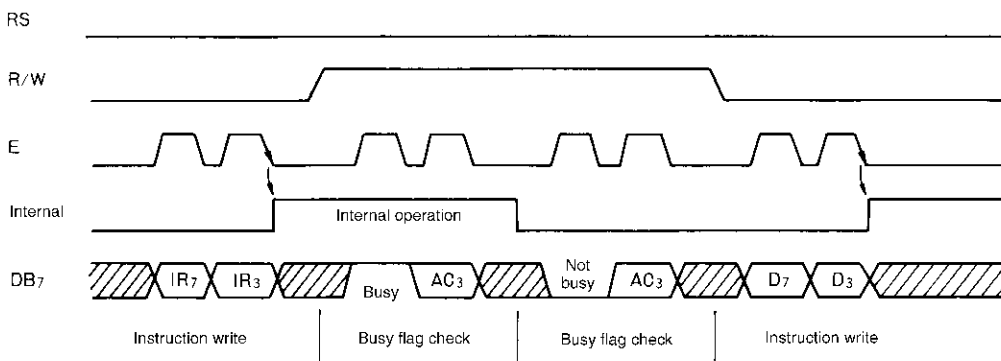 RS
R/W
E
Internal
Internal operation
DB7
IR7 IR3 Busy AC3 Not busy AC3 D7 D3
Instruction write Busy flag check Busy flag check Instruction write